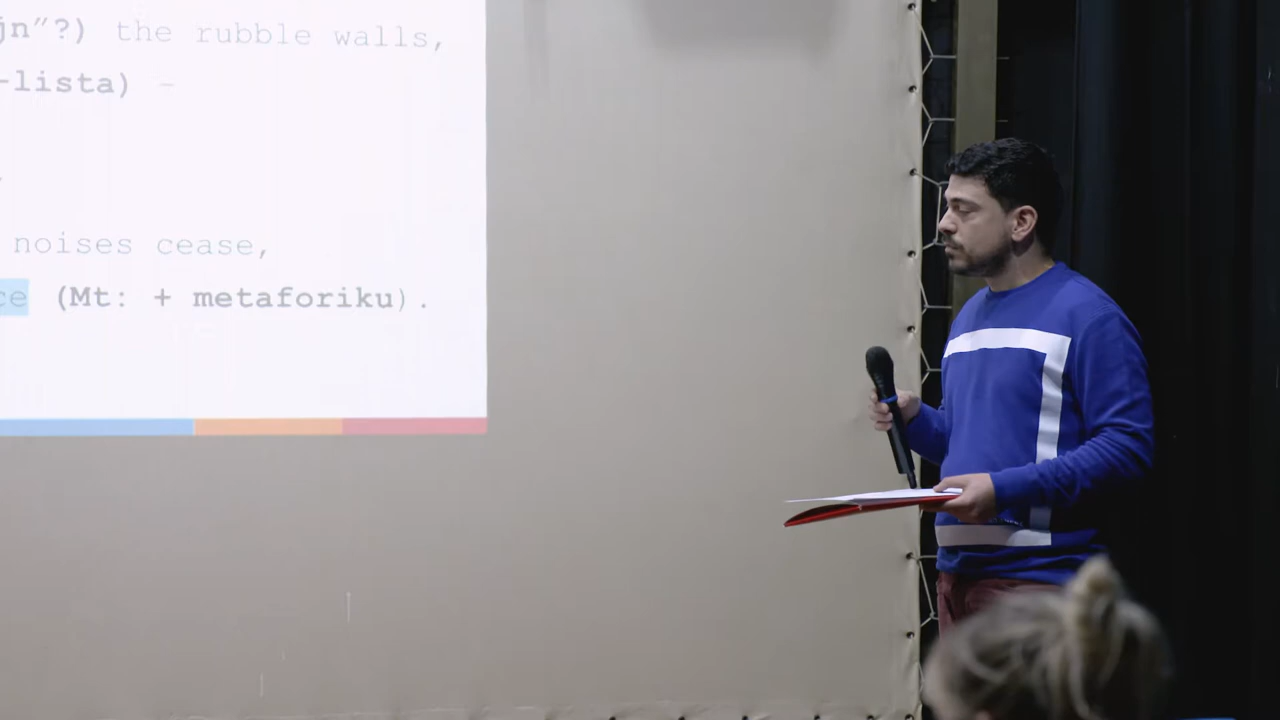 jn"?) the rubble walls,
-lista) –
noises cease,
ce (Mt: + metaforiku).